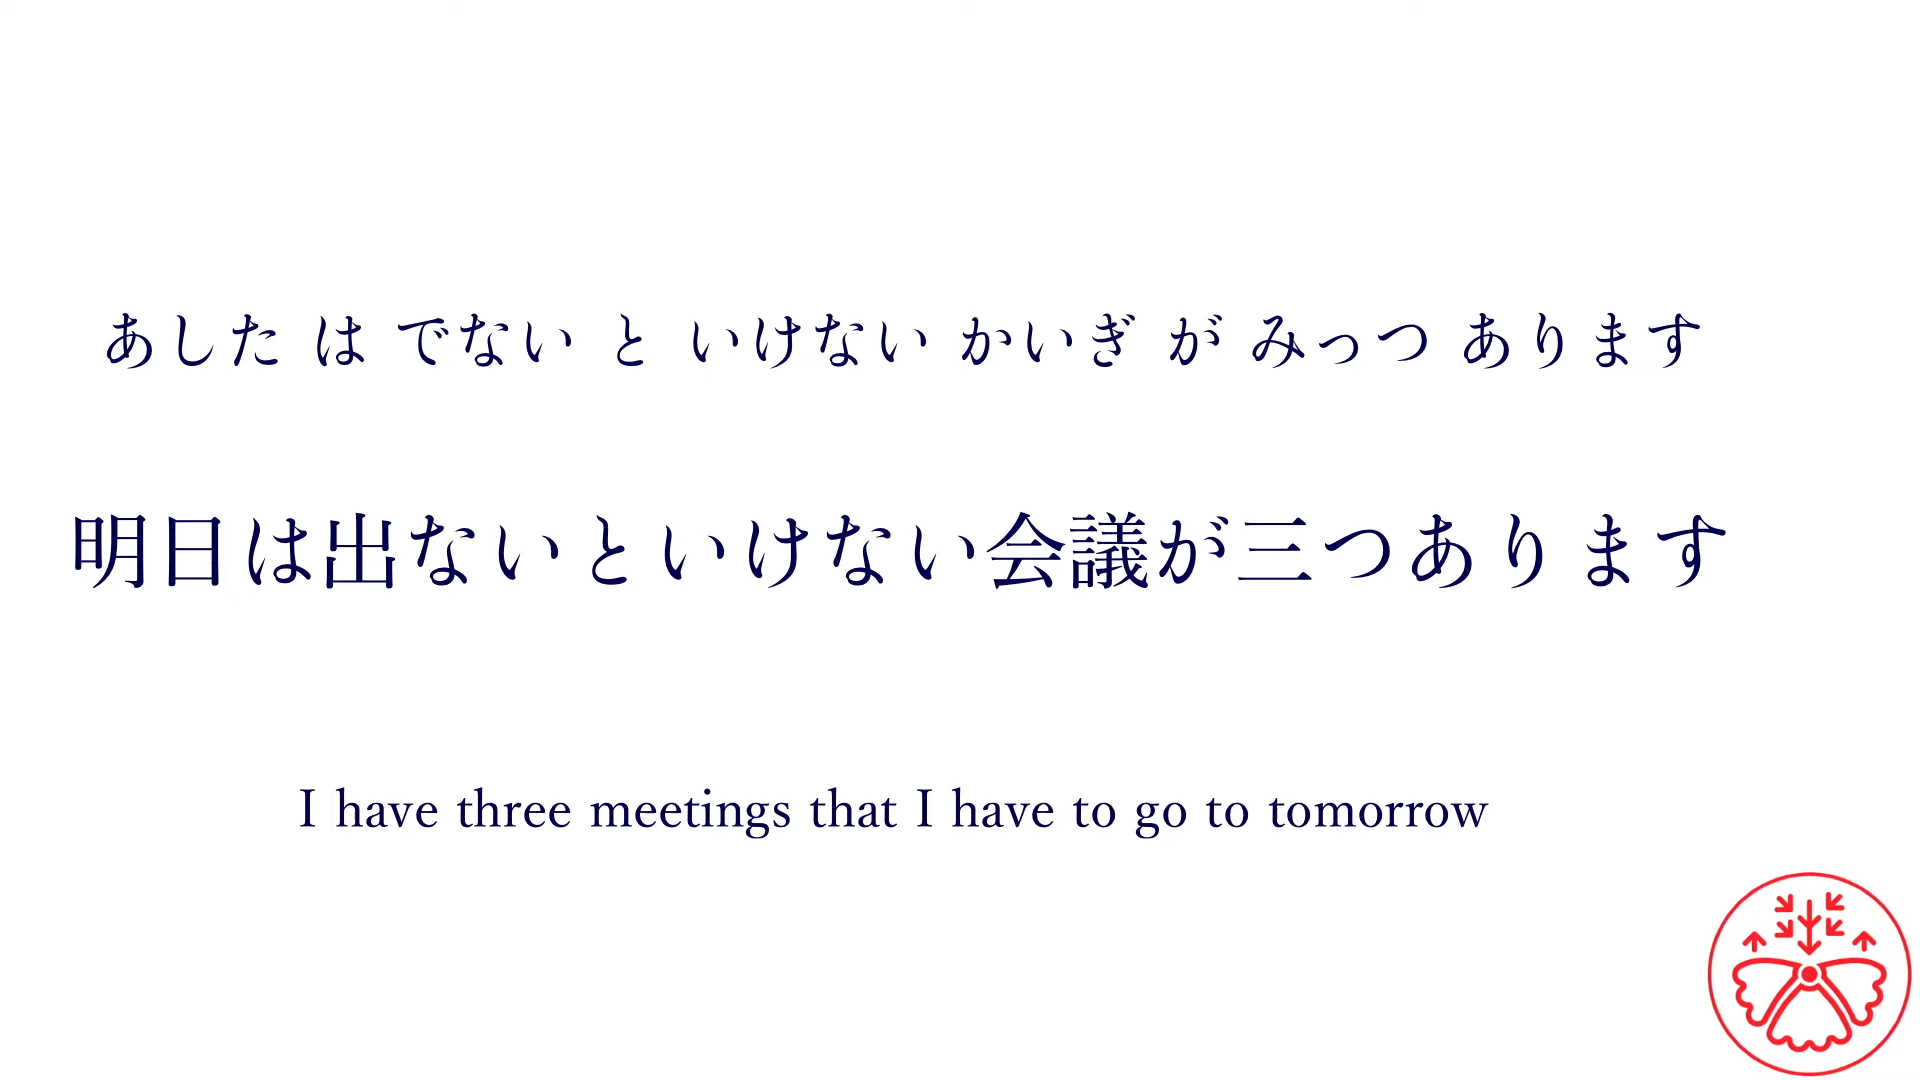 あした は でない と いけない かいぎ が みっつ あります
明日は出ないといけない会議が三つあります
I have three meetings that I have to go to tomorrow